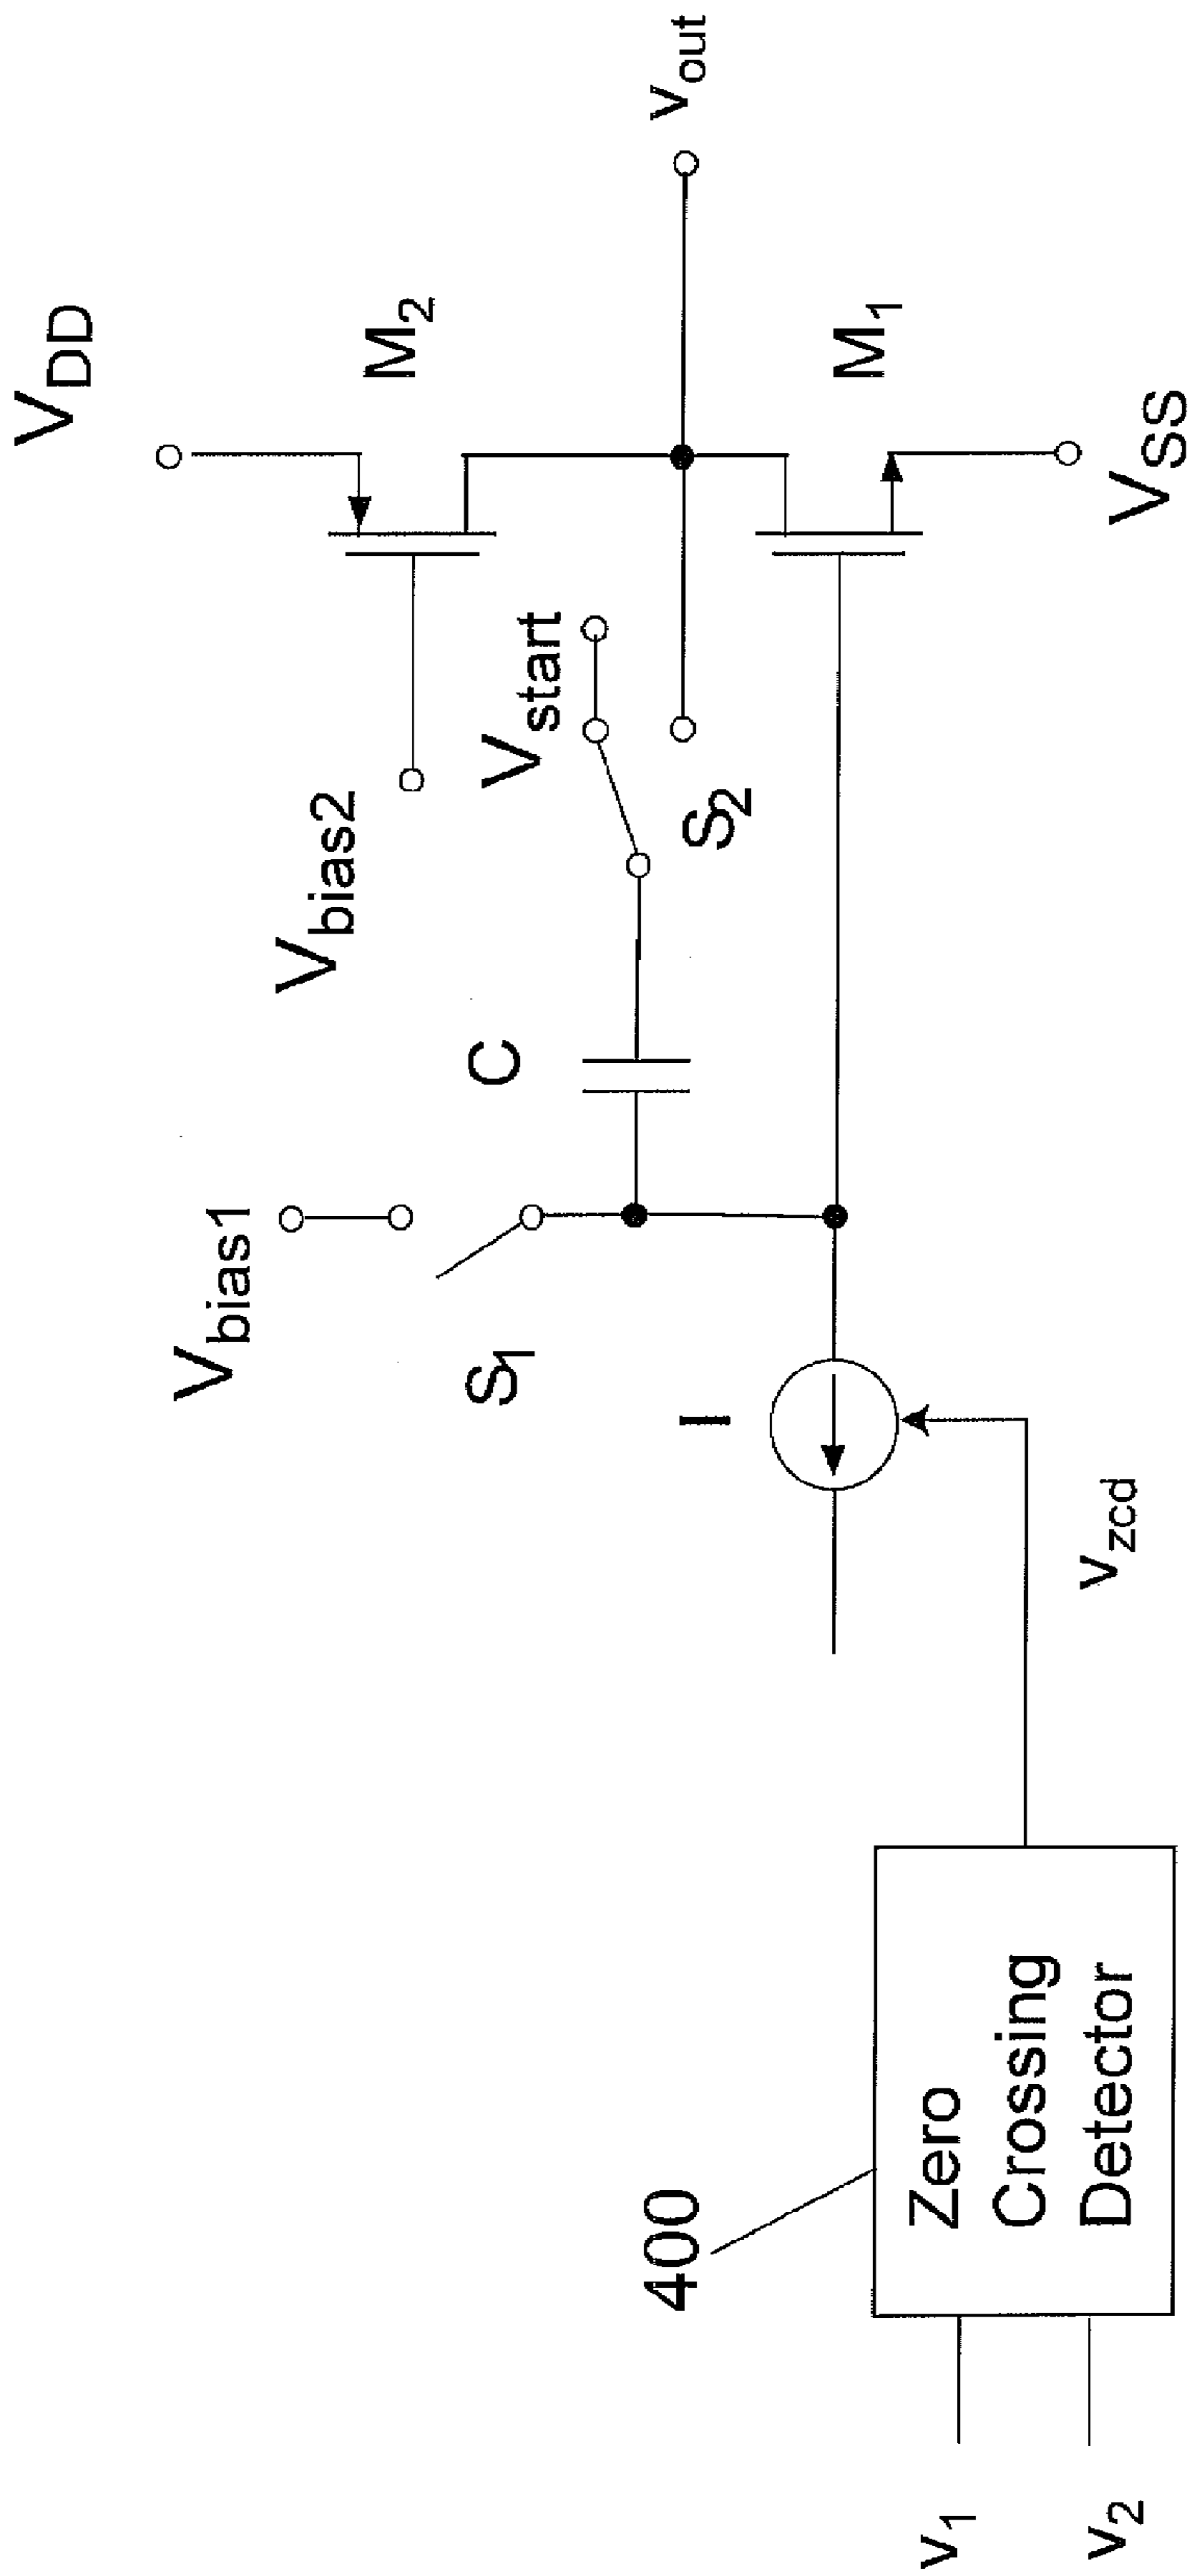 V_DD
V_bias1
V_bias2
M_2
S_1
C
V_start
v_out
S_2
I
M_1
400
v_zcd
V_SS
Zero
Crossing
Detector
v_1
v_2